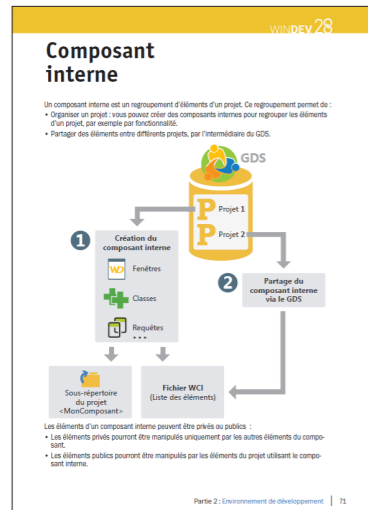 WINDEV 28
Composant
interne
Un composant interne est un regroupement d'éléments d'un projet. Ce regroupement permet de :
• Organiser un projet : vous pouvez créer des composants internes pour regrouper les éléments
d'un projet, par exemple par fonctionnalité.
• Partager des éléments entre différents projets, par l'intermédiaire du GDS.
GDS
P Projet 1
P Projet 2
1
Création du
composant interne
WD Fenêtres
Classes
Requêtes
...
2
Partage du
composant interne
via le GDS
Sous-répertoire
du projet
<MonComposant>
Fichier WCI
(Liste des éléments)
Les éléments d'un composant interne peuvent être privés ou publics :
• Les éléments privés pourront être manipulés uniquement par les autres éléments du compo-
sant.
• Les éléments publics pourront être manipulés par les éléments du projet utilisant le compo-
sant interne.
Partie 2 : Environnement de développement | 71